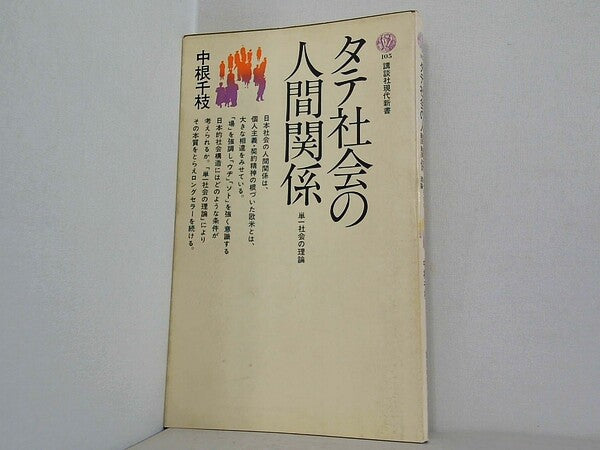 105
講談社現代新書
タテ社会の
人間関係
単一社会の理論
中根千枝
日本社会の人間関係は、
個人主義・契約精神の根づいた欧米とは、
大きな相違をみせている。
「場」を強調し「ウチ」「ソト」を強く意識する
日本的社会構造にはどのような条件が
考えられるか。「単一社会の理論」により
その本質をとらえロングセラーを続ける。